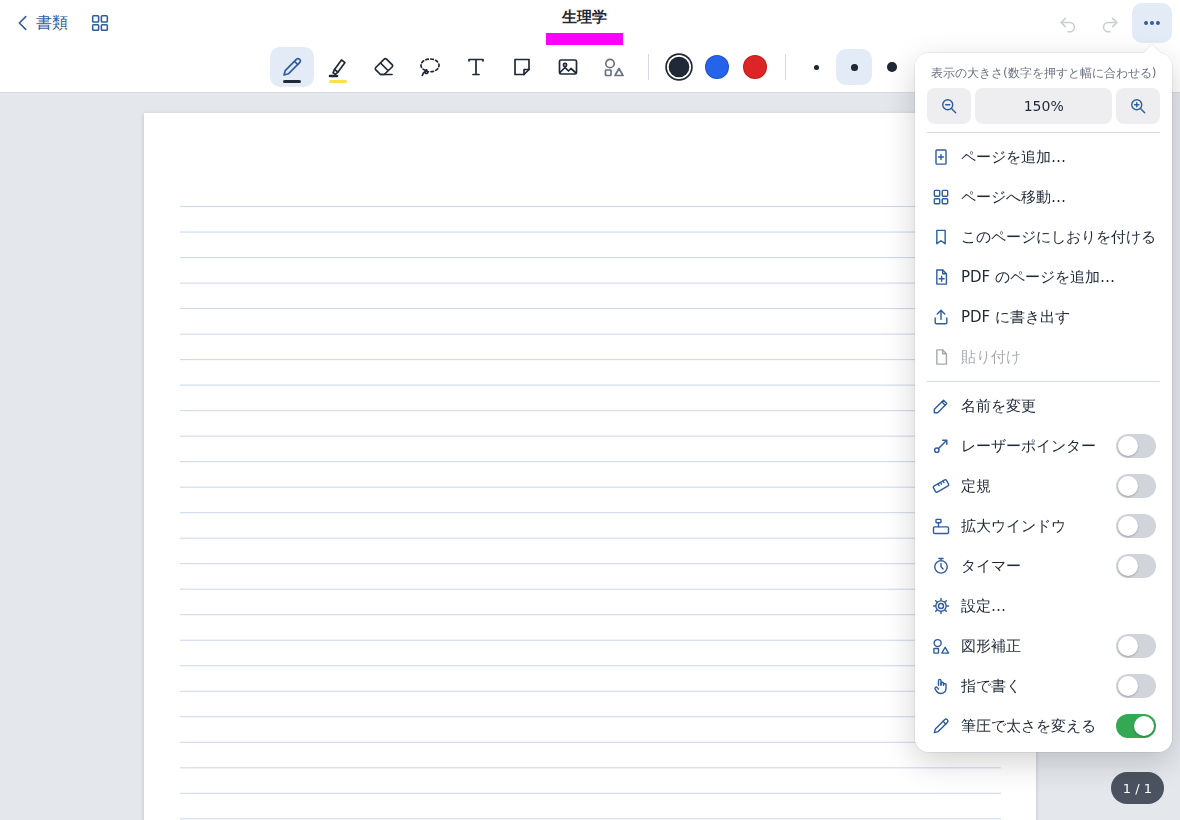 書類
生理学
表示の大きさ(数字を押すと幅に合わせる)
150%
ページを追加...
ページへ移動...
このページにしおりを付ける
PDF のページを追加...
PDF に書き出す
貼り付け
名前を変更
レーザーポインター
定規
拡大ウインドウ
タイマー
設定...
図形補正
指で書く
筆圧で太さを変える
1 / 1